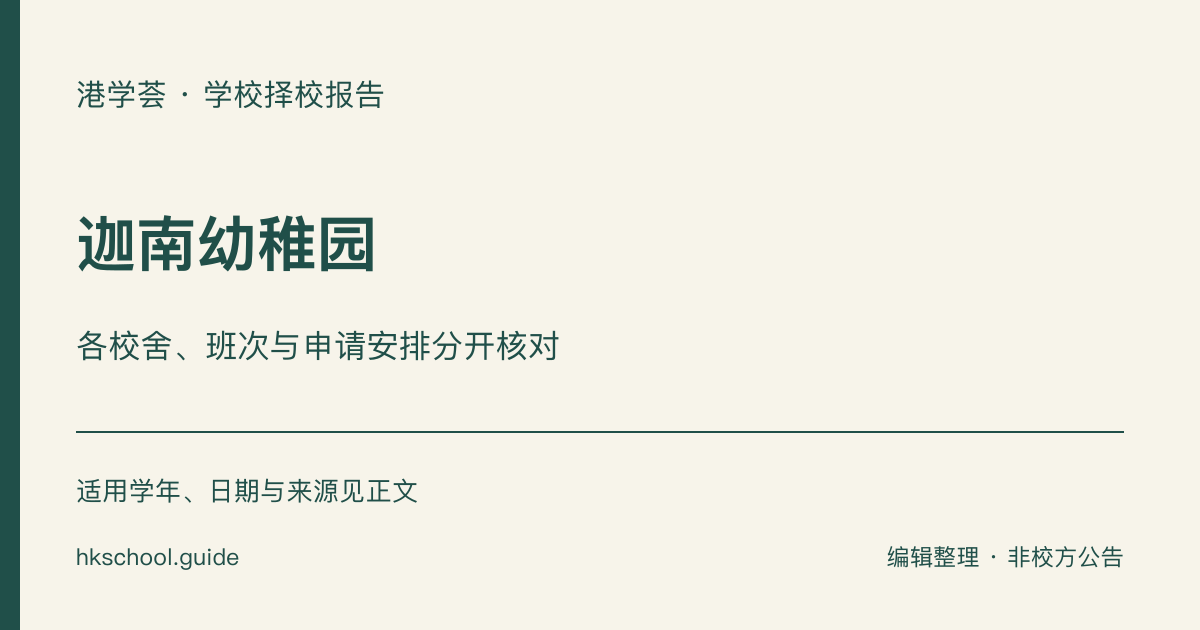 港学荟 · 学校择校报告
迦南幼稚园
各校舍、班次与申请安排分开核对
适用学年、日期与来源见正文
hkschool.guide
编辑整理 · 非校方公告